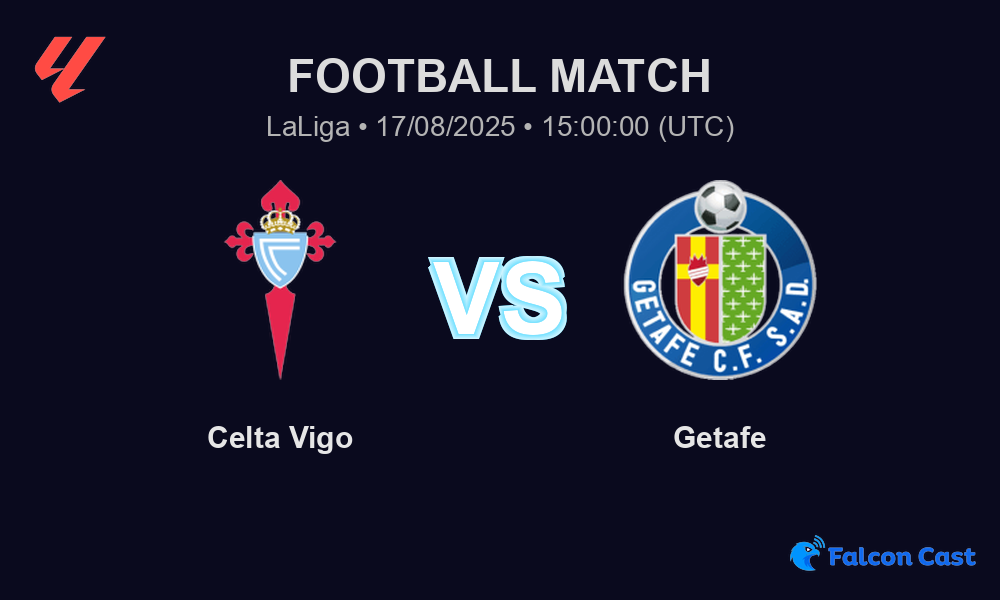 FOOTBALL MATCH
LaLiga • 17/08/2025 • 15:00:00 (UTC)
VS
GETAFE C.F. S.A.D.
Celta Vigo
Getafe
Falcon Cast